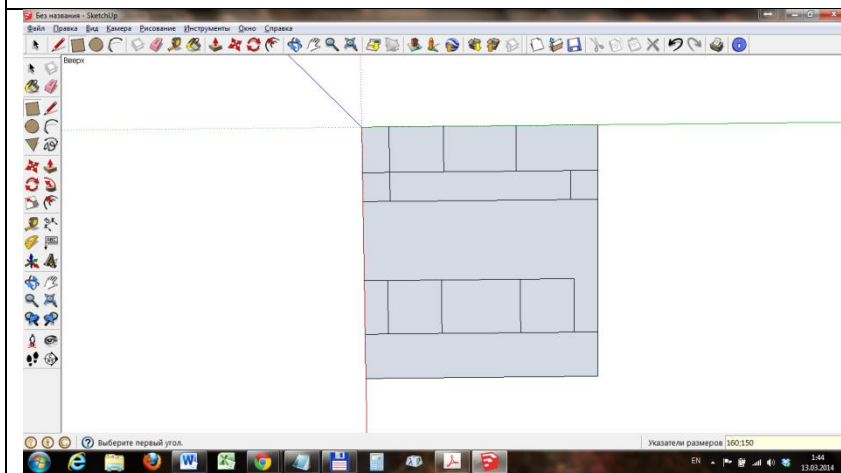 Без названия - SketchUp
Файл Правка Вид Камера Рисование Инструменты Окно Справка
Вверх
Выберите первый угол.
Указатели размеров 160;150
EN
1:44
13.03.2014